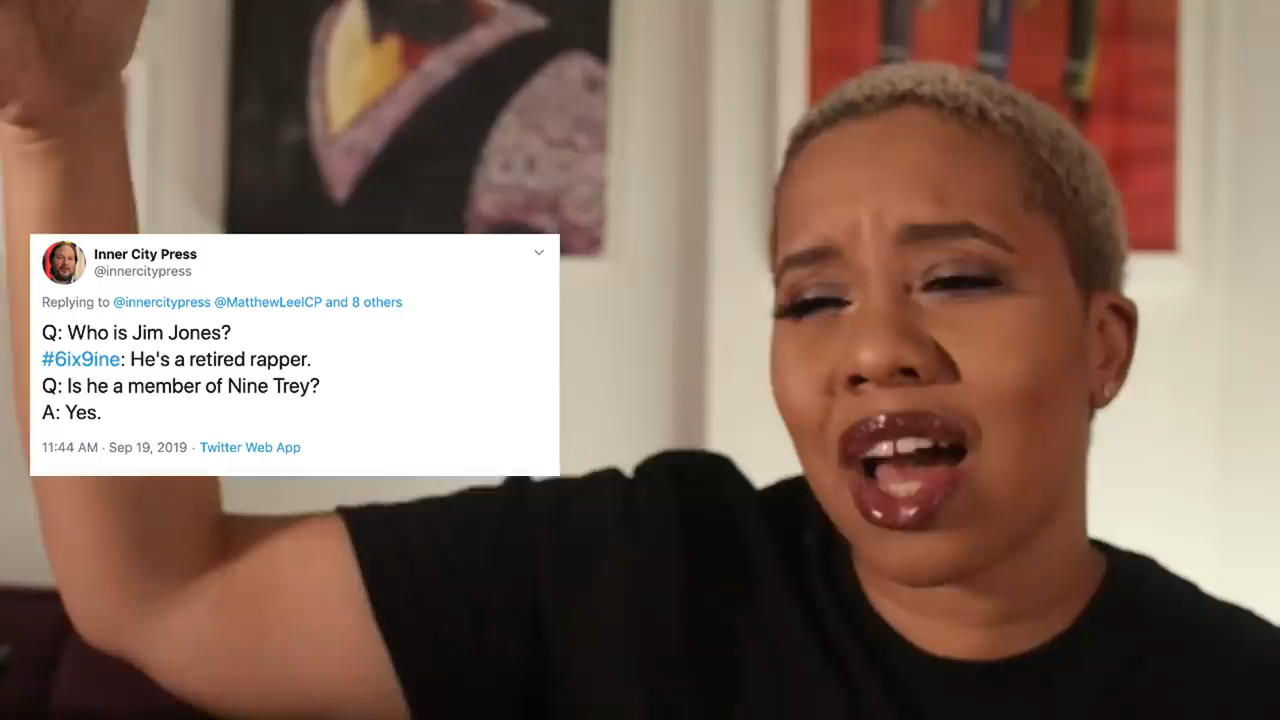 Inner City Press
@innercitypress
Replying to @innercitypress @MatthewLeeICP and 8 others
Q: Who is Jim Jones?
#6ix9ine: He's a retired rapper.
Q: Is he a member of Nine Trey?
A: Yes.
11:44 AM · Sep 19, 2019 · Twitter Web App